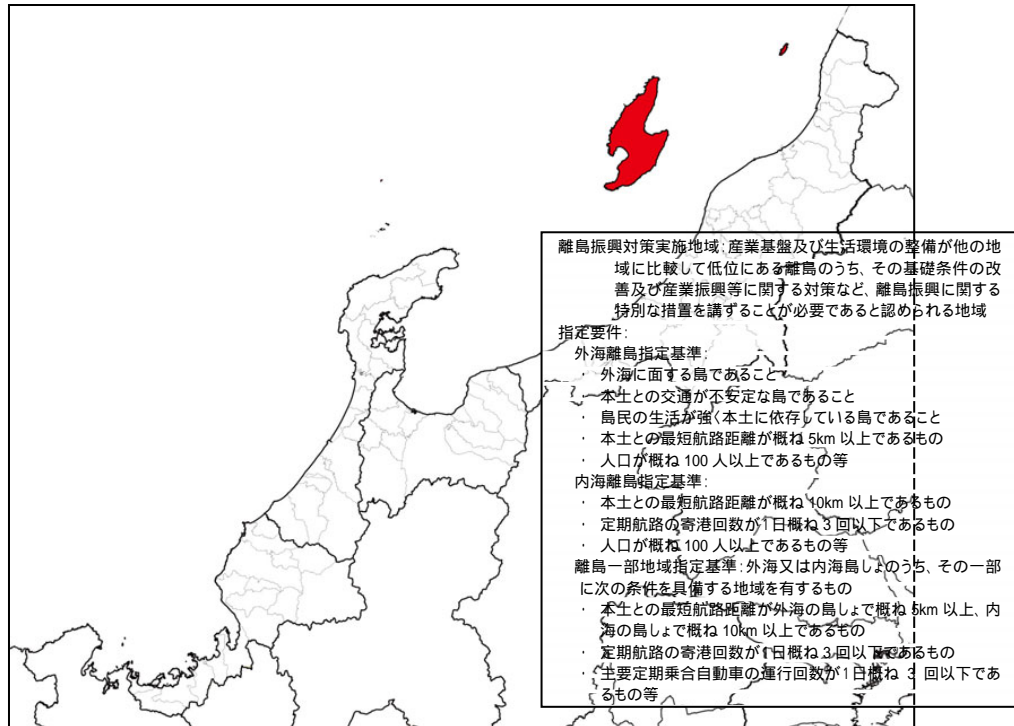 離島振興対策実施地域:産業基盤及び生活環境の整備が他の地
域に比較して低位にある離島のうち、その基礎条件の改
善及び産業振興等に関する対策など、離島振興に関する
特別な措置を講ずることが必要であると認められる地域
指定要件:
外海離島指定基準:
・ 外海に面する島であること
・ 本土との交通が不安定な島であること
・ 島民の生活が強く本土に依存している島であること
・ 本土との最短航路距離が概ね 5km 以上であるもの
・ 人口が概ね 100 人以上であるもの等
内海離島指定基準:
・ 本土との最短航路距離が概ね 10km 以上であるもの
・ 定期航路の寄港回数が1日概ね 3 回以下であるもの
・ 人口が概ね 100 人以上であるもの等
離島一部地域指定基準:外海又は内海島しょのうち、その一部
に次の条件を具備する地域を有するもの
・ 本土との最短航路距離が外海の島しょで概ね 5km 以上、内
海の島しょで概ね 10km 以上であるもの
・ 定期航路の寄港回数が1日概ね 3 回以下であるもの
・ 主要定期乗合自動車の運行回数が1日概ね 3 回以下であ
るもの等